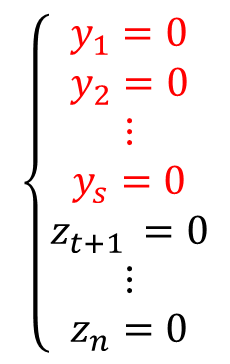 y₁ = 0
y₂ = 0
⋮
yₛ = 0
zₜ₊₁ = 0
⋮
zₙ = 0